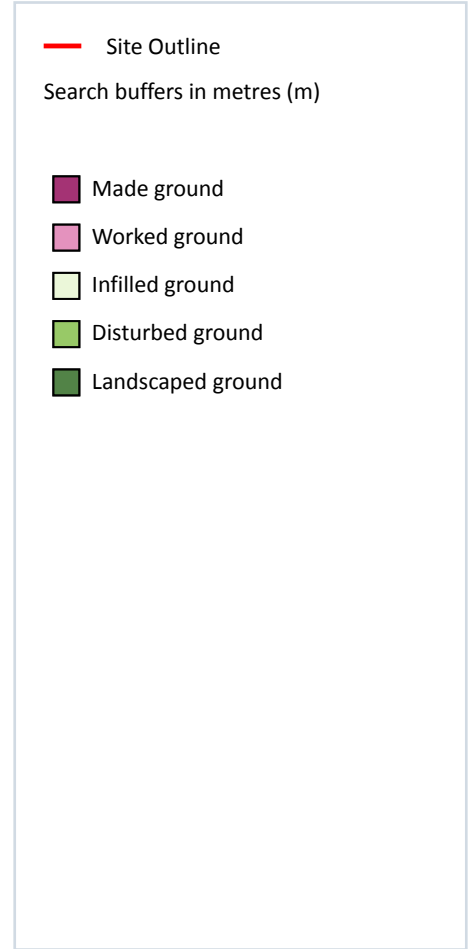 Site Outline
Search buffers in metres (m)
Made ground
Worked ground
Infilled ground
Disturbed ground
Landscaped ground